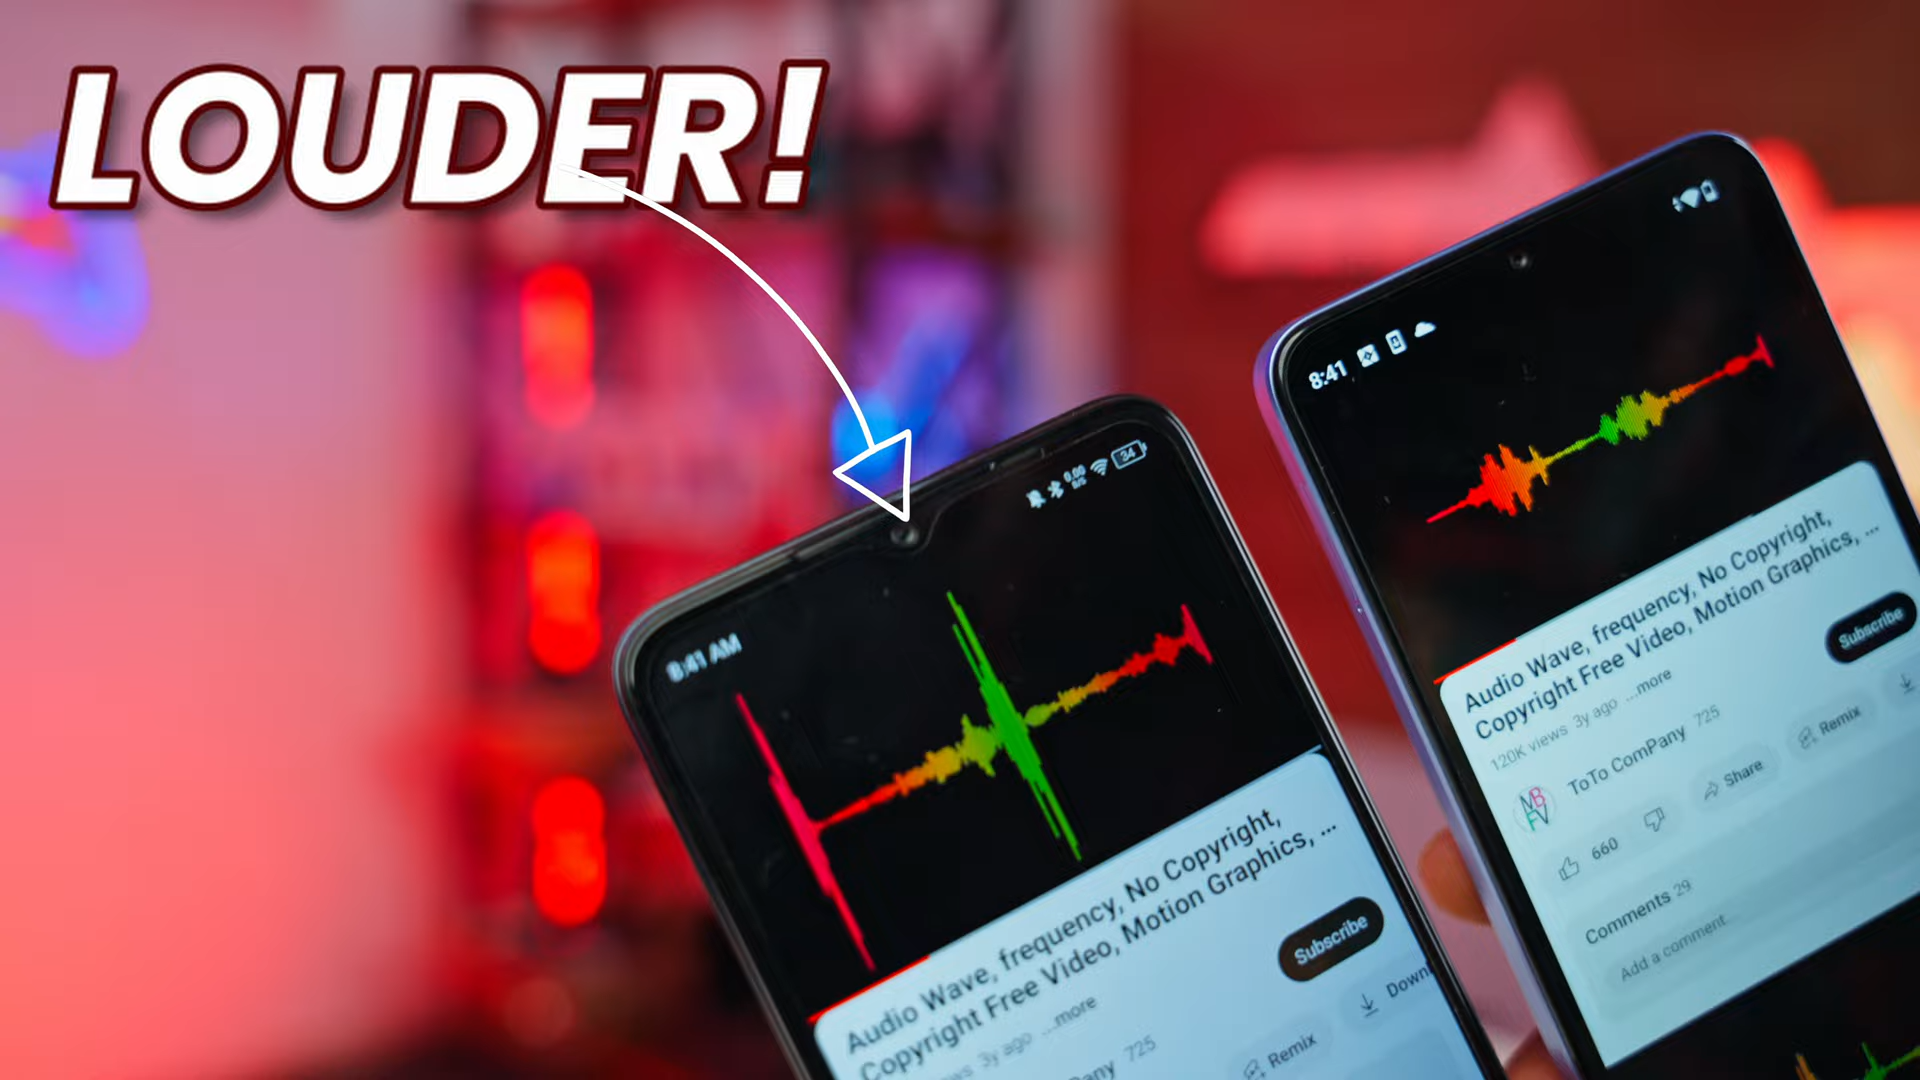 LOUDER!
8:41 AM
34
Audio Wave, frequency, No Copyright,
Copyright Free Video, Motion Graphics, ...
3y ago ...more
725
Subscribe
Remix
8:41
Audio Wave, frequency, No Copyright,
Copyright Free Video, Motion Graphics, ...
120K views 3y ago ...more
ToTo ComPany 725
Subscribe
660
Share
Remix
Comments 29
Add a comment...